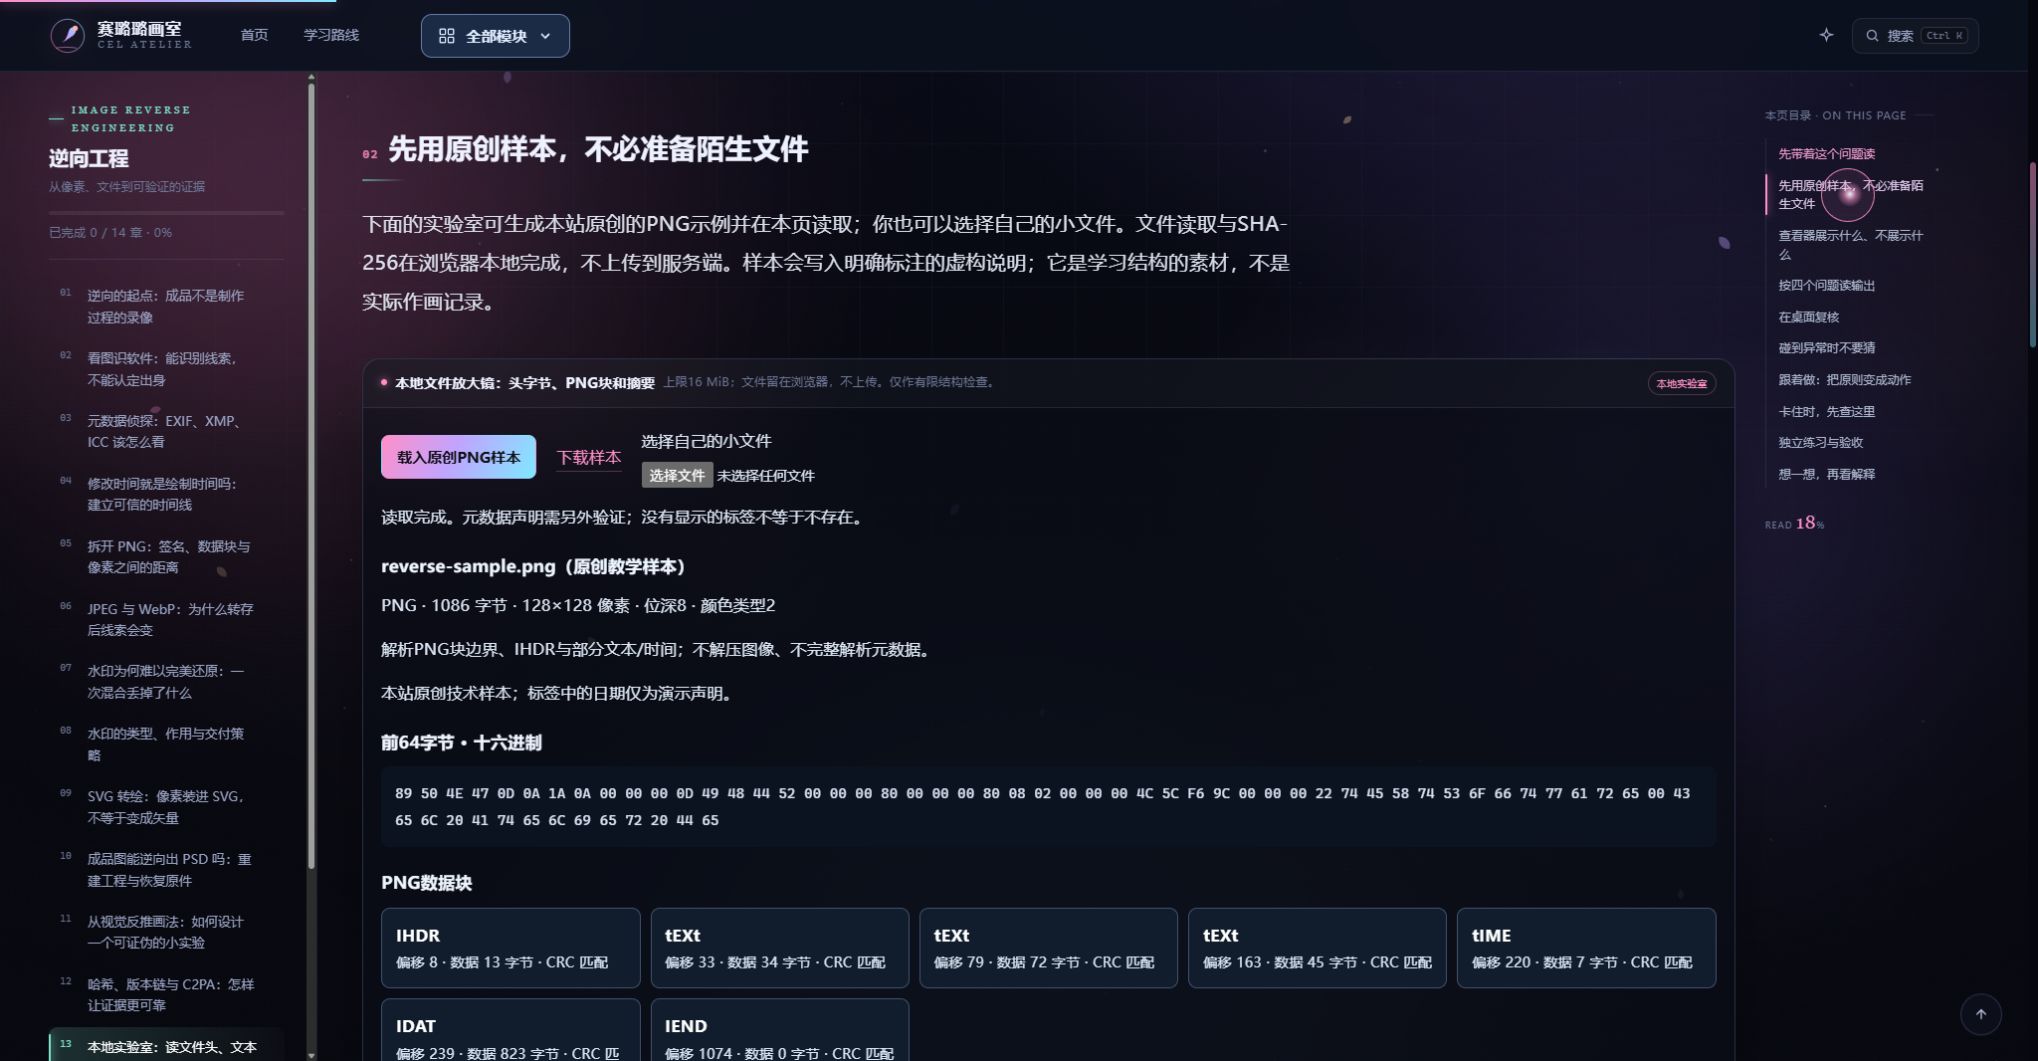 赛璐璐画室
CEL ATELIER
首页
学习路线
全部模块
搜索 Ctrl K
IMAGE REVERSE
ENGINEERING
逆向工程
从像素、文件到可验证的证据
已完成 0 / 14 章 · 0%
01 逆向的起点：成品不是制作
过程的录像
02 看图识软件：能识别线索，
不能认定出身
03 元数据侦探：EXIF、XMP、
ICC 该怎么看
04 修改时间就是绘制时间吗：
建立可信的时间线
05 拆开 PNG：签名、数据块与
像素之间的距离
06 JPEG 与 WebP：为什么转存
后线索会变
07 水印为何难以完美还原：一
次混合丢掉了什么
08 水印的类型、作用与交付策
略
09 SVG 转绘：像素装进 SVG，
不等于变成矢量
10 成品图能逆向出 PSD 吗：重
建工程与恢复原件
11 从视觉反推画法：如何设计
一个可证伪的小实验
12 哈希、版本链与 C2PA：怎样
让证据更可靠
13 本地实验室：读文件头、文本
02 先用原创样本，不必准备陌生文件
下面的实验室可生成本站原创的PNG示例并在本页读取；你也可以选择自己的小文件。文件读取与SHA-
256在浏览器本地完成，不上传到服务端。样本会写入明确标注的虚构说明；它是学习结构的素材，不是
实际作画记录。
本地文件放大镜：头字节、PNG块和摘要 上限16 MiB；文件留在浏览器，不上传。仅作有限结构检查。
本地实验室
载入原创PNG样本
下载样本
选择自己的小文件
选择文件 未选择任何文件
读取完成。元数据声明需另外验证；没有显示的标签不等于不存在。
reverse-sample.png（原创教学样本）
PNG · 1086 字节 · 128×128 像素 · 位深8 · 颜色类型2
解析PNG块边界、IHDR与部分文本/时间；不解压图像、不完整解析元数据。
本站原创技术样本；标签中的日期仅为演示声明。
前64字节 · 十六进制
89 50 4E 47 0D 0A 1A 0A 00 00 00 0D 49 48 44 52 00 00 00 80 00 00 00 80 08 02 00 00 00 4C 5C F6 9C 00 00 00 22 74 45 58 74 53 6F 66 74 77 61 72 65 00 43
65 6C 20 41 74 65 6C 69 65 72 20 44 65
PNG数据块
IHDR
偏移 8 · 数据 13 字节 · CRC 匹配
tEXt
偏移 33 · 数据 34 字节 · CRC 匹配
tEXt
偏移 79 · 数据 72 字节 · CRC 匹配
tEXt
偏移 163 · 数据 45 字节 · CRC 匹配
tIME
偏移 220 · 数据 7 字节 · CRC 匹配
IDAT
偏移 239 · 数据 823 字节 · CRC 匹
IEND
偏移 1074 · 数据 0 字节 · CRC 匹配
本页目录 · ON THIS PAGE
先带着这个问题读
先用原创样本，不必准备陌
生文件
查看器展示什么、不展示什
么
按四个问题读输出
在桌面复核
碰到异常时不要猜
跟着做：把原则变成动作
卡住时，先查这里
独立练习与验收
想一想，再看解释
READ 18%